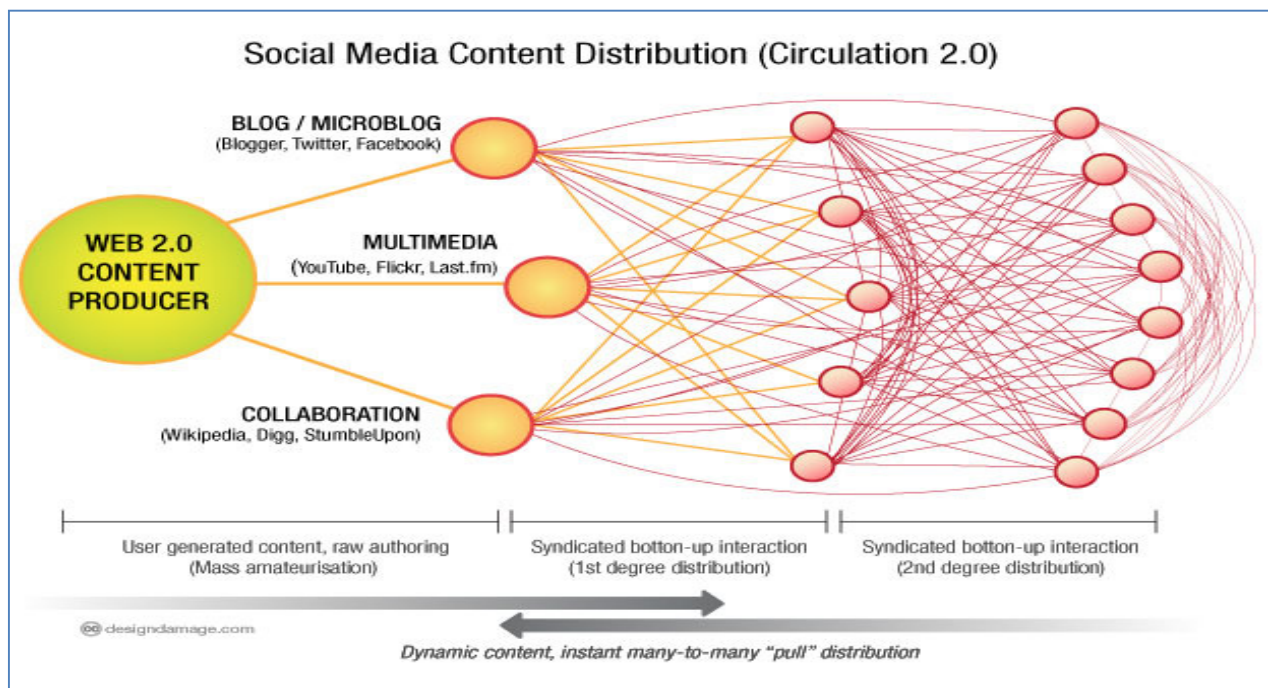 Social Media Content Distribution (Circulation 2.0)
BLOG / MICROBLOG
(Blogger, Twitter, Facebook)
WEB 2.0
CONTENT
PRODUCER
MULTIMEDIA
(YouTube, Flickr, Last.fm)
COLLABORATION
(Wikipedia, Digg, StumbleUpon)
User generated content, raw authoring
(Mass amateurisation)
Syndicated botton-up interaction
(1st degree distribution)
Syndicated botton-up interaction
(2nd degree distribution)
cc designdamage.com
Dynamic content, instant many-to-many “pull” distribution